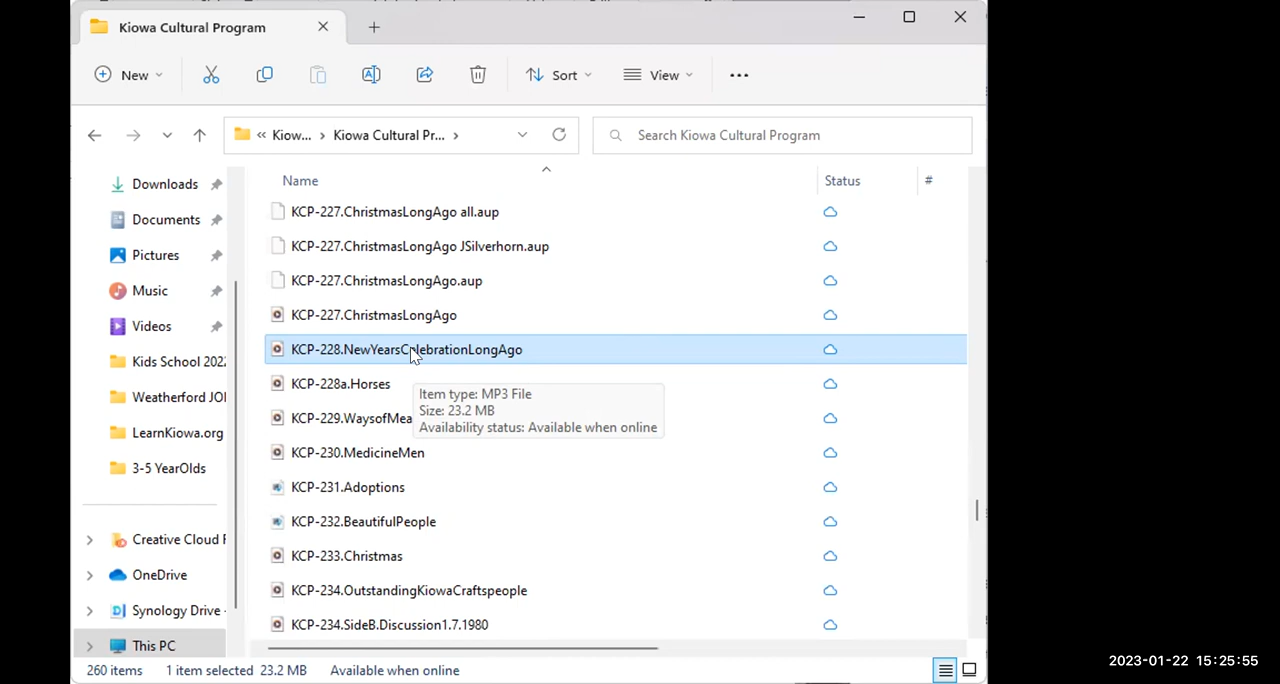 Kiowa Cultural Program
New
Sort
View
Kiow... > Kiowa Cultural Pr... >
Search Kiowa Cultural Program
Name
Status
#
Downloads
Documents
Pictures
Music
Videos
Kids School 202
Weatherford JO
LearnKiowa.org
3-5 YearOlds
Creative Cloud F
OneDrive
Synology Drive -
This PC
KCP-227.ChristmasLongAgo all.aup
KCP-227.ChristmasLongAgo JSilverhorn.aup
KCP-227.ChristmasLongAgo.aup
KCP-227.ChristmasLongAgo
KCP-228.NewYearsCelebrationLongAgo
KCP-228a.Horses
KCP-229.WaysofMea
KCP-230.MedicineMen
KCP-231.Adoptions
KCP-232.BeautifulPeople
KCP-233.Christmas
KCP-234.OutstandingKiowaCraftspeople
KCP-234.SideB.Discussion1.7.1980
Item type: MP3 File
Size: 23.2 MB
Availability status: Available when online
260 items 1 item selected 23.2 MB Available when online
2023-01-22 15:25:55